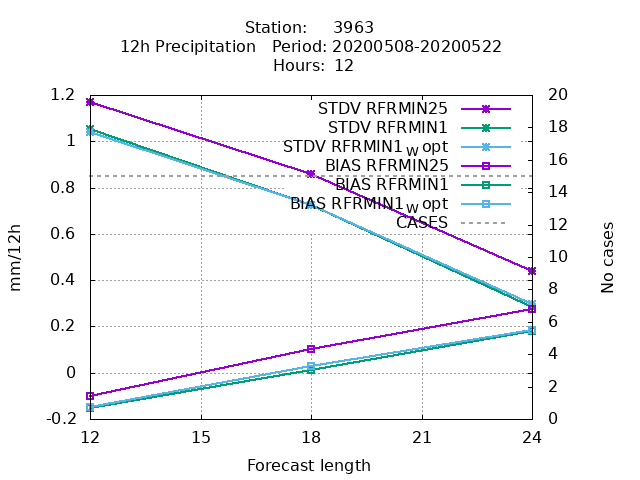 Station: 3963
12h Precipitation Period: 20200508-20200522
Hours: 12
1.2
1
0.8
0.6
0.4
0.2
0
-0.2
mm/12h
20
18
16
14
12
10
8
6
4
2
0
No cases
STDV RFRMIN25
STDV RFRMIN1
STDV RFRMIN1_W opt
BIAS RFRMIN25
BIAS RFRMIN1
BIAS RFRMIN1_W opt
CASES
12 15 18 21 24
Forecast length